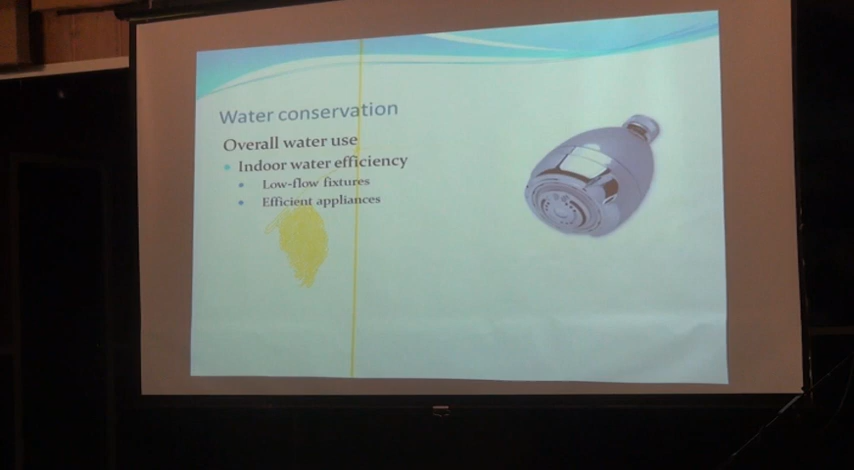 Water conservation
Overall water use
Indoor water efficiency
Low-flow fixtures
Efficient appliances